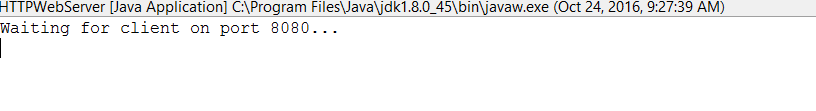 HTTPWebServer [Java Application] C:\Program Files\Java\jdk1.8.0_45\bin\javaw.exe (Oct 24, 2016, 9:27:39 AM)
Waiting for client on port 8080...